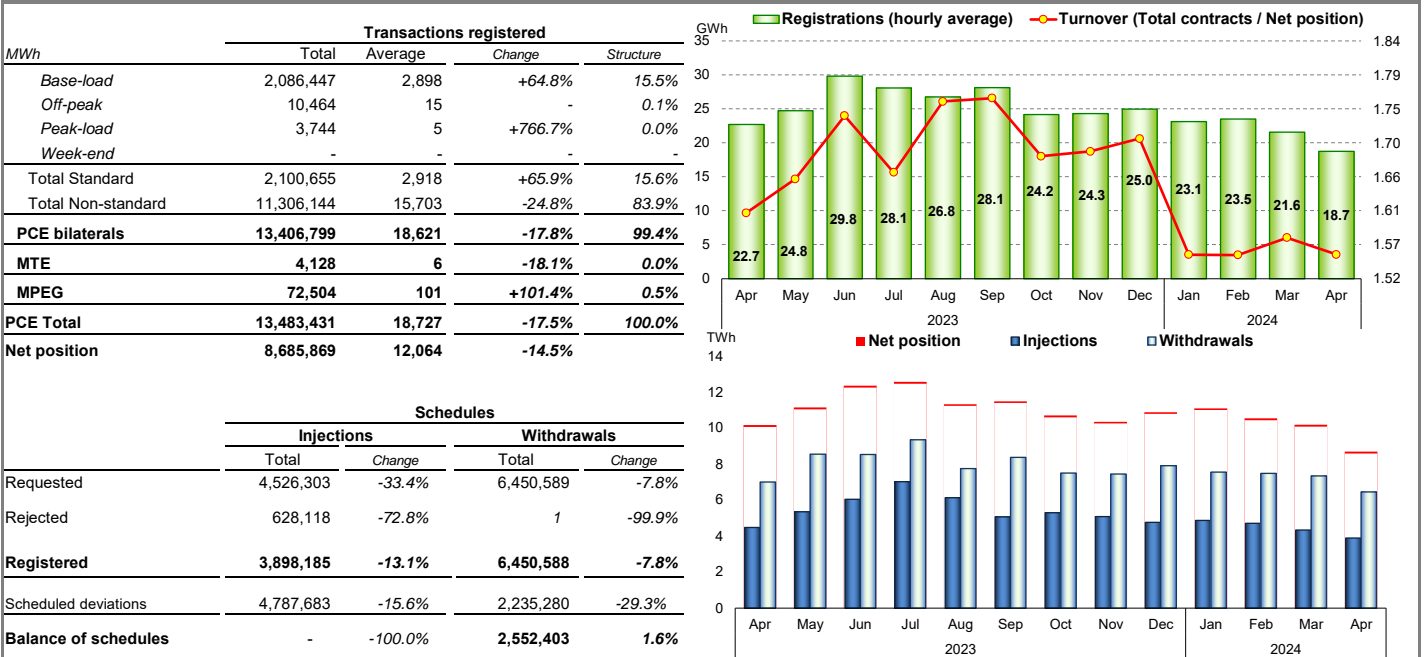 Transactions registered
MWh Total Average Change Structure
Base-load 2,086,447 2,898 +64.8% 15.5%
Off-peak 10,464 15 - 0.1%
Peak-load 3,744 5 +766.7% 0.0%
Week-end - - - -
Total Standard 2,100,655 2,918 +65.9% 15.6%
Total Non-standard 11,306,144 15,703 -24.8% 83.9%
PCE bilaterals 13,406,799 18,621 -17.8% 99.4%
MTE 4,128 6 -18.1% 0.0%
MPEG 72,504 101 +101.4% 0.5%
PCE Total 13,483,431 18,727 -17.5% 100.0%
Net position 8,685,869 12,064 -14.5%
Schedules
Injections Withdrawals
Total Change Total Change
Requested 4,526,303 -33.4% 6,450,589 -7.8%
Rejected 628,118 -72.8% 1 -99.9%
Registered 3,898,185 -13.1% 6,450,588 -7.8%
Scheduled deviations 4,787,683 -15.6% 2,235,280 -29.3%
Balance of schedules - -100.0% 2,552,403 1.6%
Registrations (hourly average) Turnover (Total contracts / Net position)
GWh
35 1.84
30 1.79
25 1.75
20 1.70
15 1.66
10 1.61
5 1.57
0 1.52
22.7 24.8 29.8 28.1 26.8 28.1 24.2 24.3 25.0 23.1 23.5 21.6 18.7
Apr May Jun Jul Aug Sep Oct Nov Dec Jan Feb Mar Apr
2023 2024
TWh
Net position Injections Withdrawals
14
12
10
8
6
4
2
0
Apr May Jun Jul Aug Sep Oct Nov Dec Jan Feb Mar Apr
2023 2024